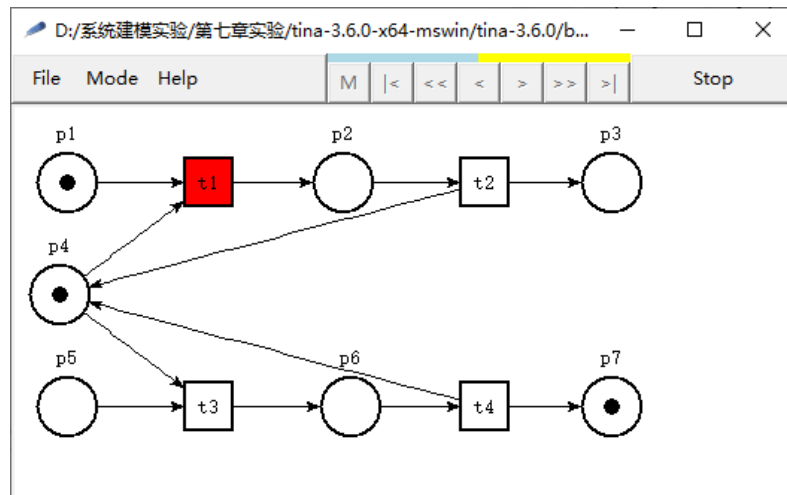 D:/系统建模实验/第七章实验/tina-3.6.0-x64-mswin/tina-3.6.0/b...
File Mode Help M |< << < > >> >| Stop
p1 p2 p3
t1 t2
p4
p5 p6 p7
t3 t4